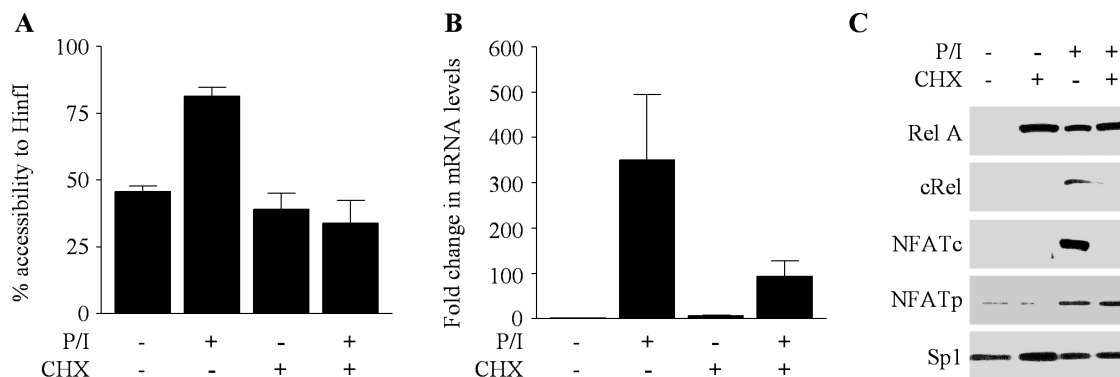 A
% accessibility to HinfI
100
75
50
25
0
P/I - + - +
CHX - - + +
B
Fold change in mRNA levels
600
500
400
300
200
100
0
P/I - + - +
CHX - - + +
C
P/I - - + +
CHX - + - +
Rel A
cRel
NFATc
NFATp
Sp1